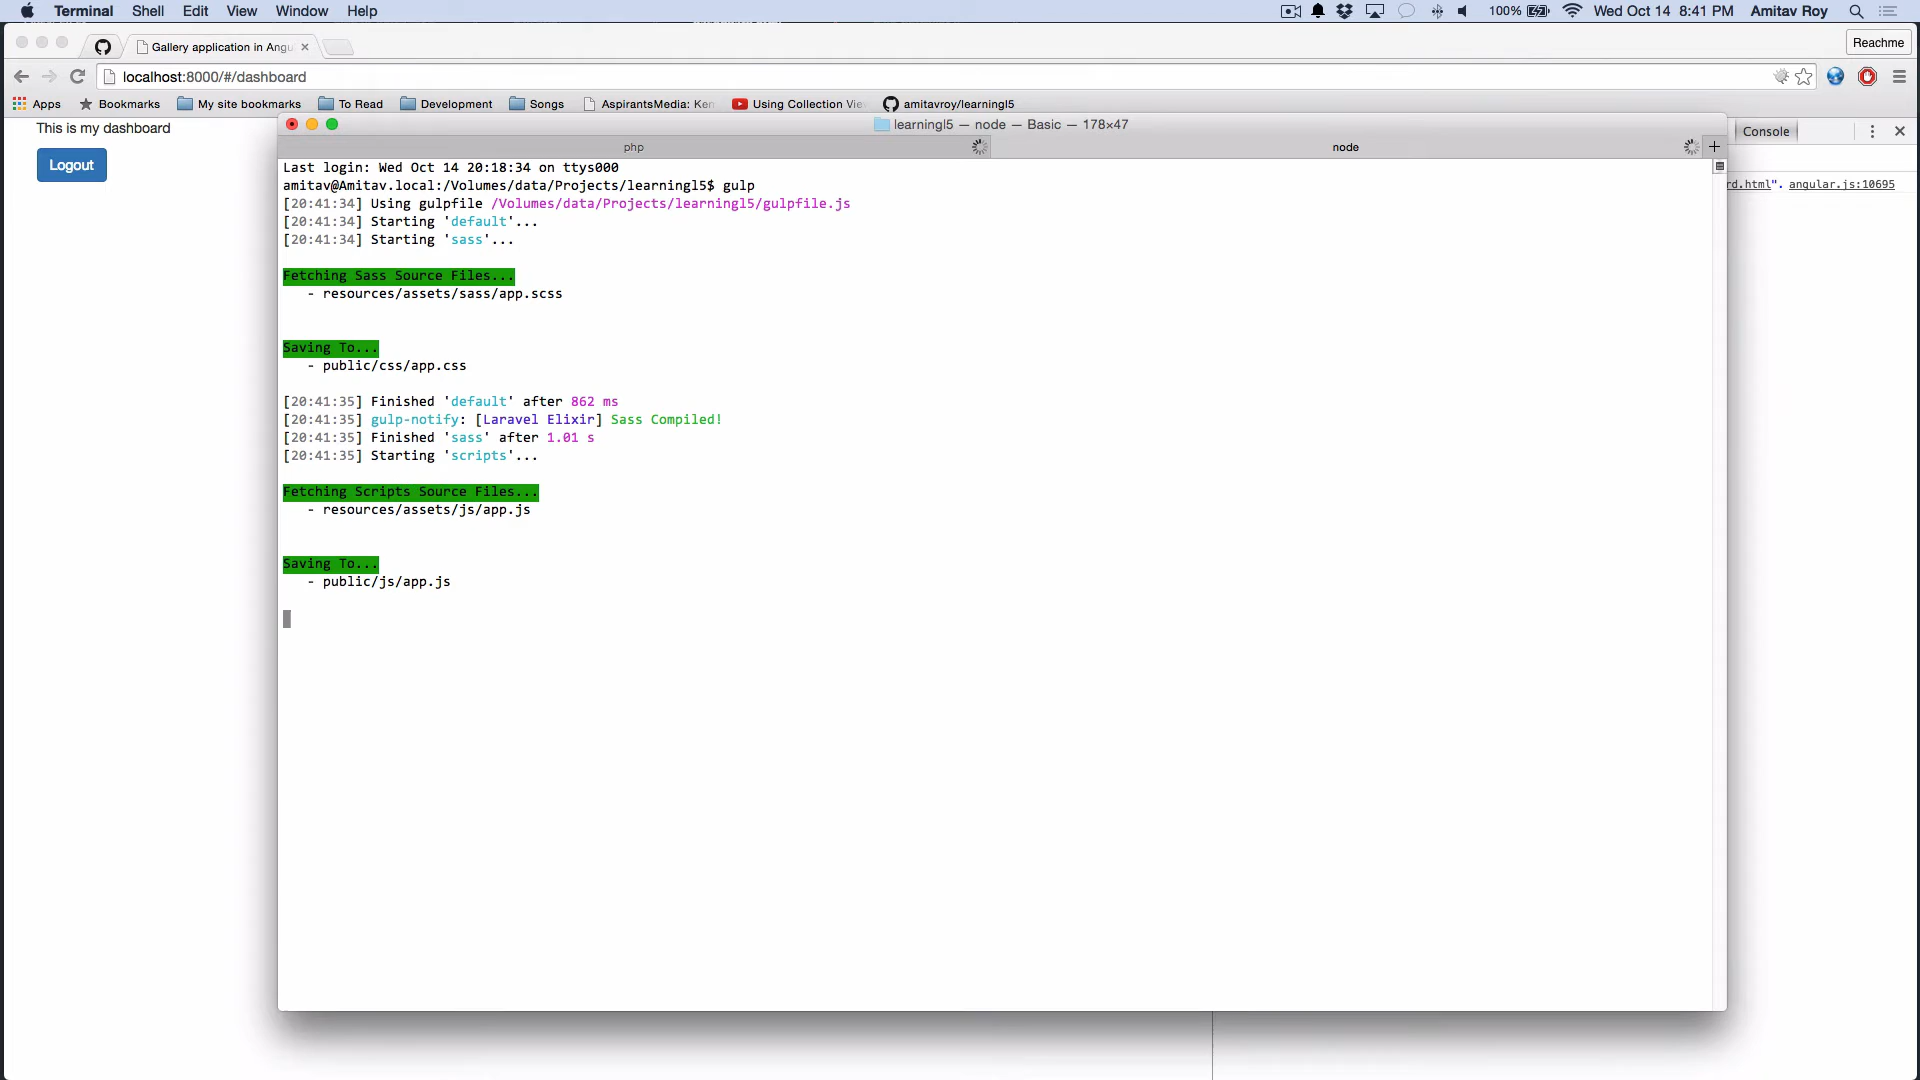 Terminal Shell Edit View Window Help 100% Wed Oct 14 8:41 PM Amitav Roy
Gallery application in Angu
Reachme
localhost:8000/#/dashboard
Apps Bookmarks My site bookmarks To Read Development Songs AspirantsMedia: Ken Using Collection Vie amitavroy/learningl5
This is my dashboard
Logout
learningl5 — node — Basic — 178×47
Console
php
node
rd.html". angular.js:10695
Last login: Wed Oct 14 20:18:34 on ttys000
amitav@Amitav.local:/Volumes/data/Projects/learningl5$ gulp
[20:41:34] Using gulpfile /Volumes/data/Projects/learningl5/gulpfile.js
[20:41:34] Starting 'default'...
[20:41:34] Starting 'sass'...
Fetching Sass Source Files...
- resources/assets/sass/app.scss
Saving To...
- public/css/app.css
[20:41:35] Finished 'default' after 862 ms
[20:41:35] gulp-notify: [Laravel Elixir] Sass Compiled!
[20:41:35] Finished 'sass' after 1.01 s
[20:41:35] Starting 'scripts'...
Fetching Scripts Source Files...
- resources/assets/js/app.js
Saving To...
- public/js/app.js